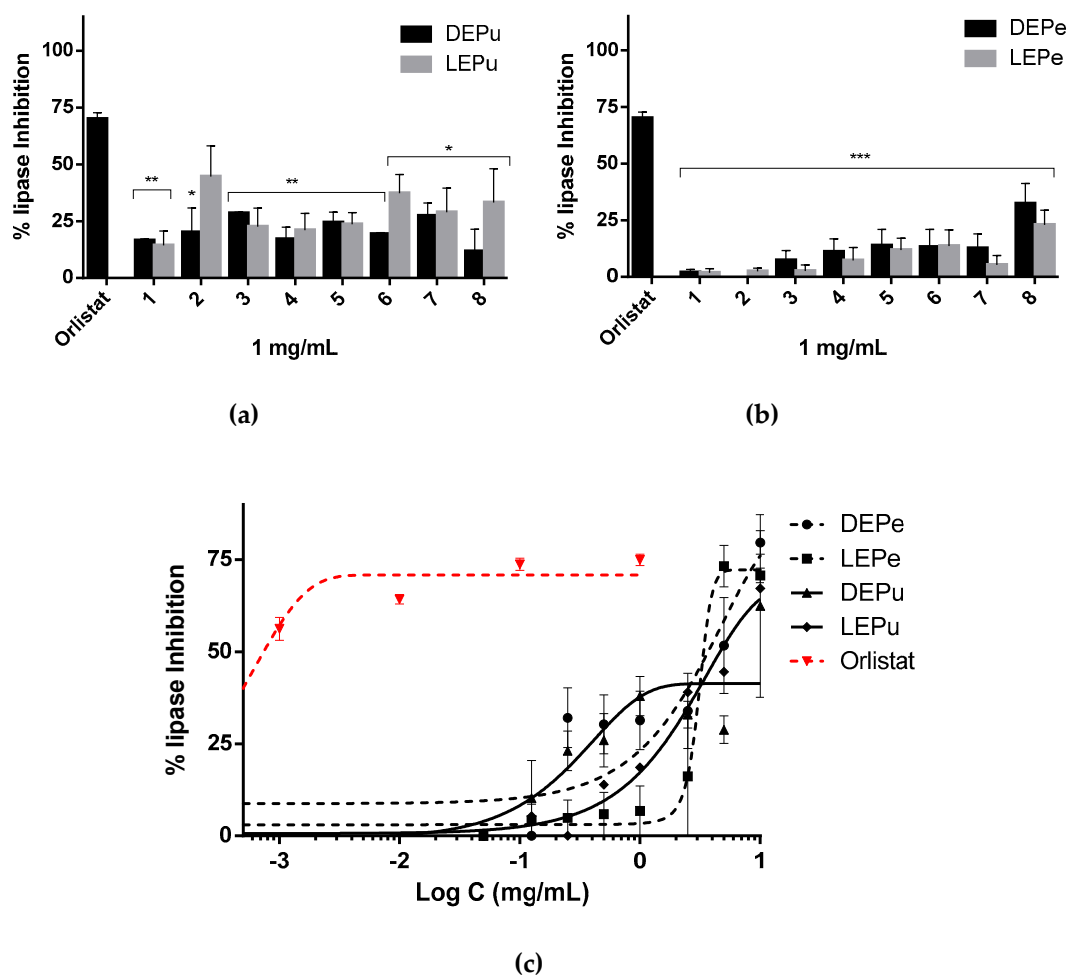 DEPu
LEPu
% lipase Inhibition
100
75
50
25
0
**
*
**
*
Orlistat
1
2
3
4
5
6
7
8
1 mg/mL
(a)
DEPe
LEPe
% lipase Inhibition
100
75
50
25
0
***
Orlistat
1
2
3
4
5
6
7
8
1 mg/mL
(b)
% lipase Inhibition
75
50
25
0
-3
-2
-1
0
1
Log C (mg/mL)
DEPe
LEPe
DEPu
LEPu
Orlistat
(c)